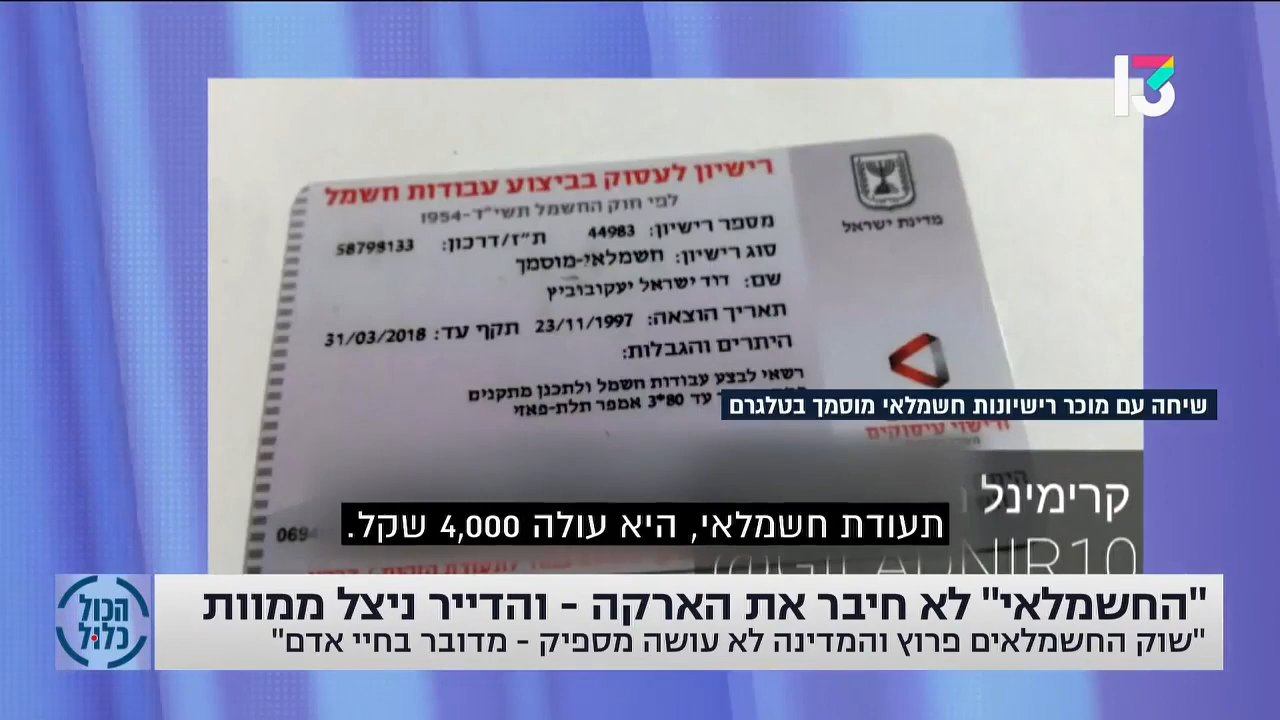 13
רישיון לעסוק בביצוע עבודות חשמל
לפי חוק החשמל תשי"ד-1954
מספר רישיון: 44983 ת"ז/דרכון: 58798133
סוג רישיון: חשמלאי-מוסמך
שם: דוד ישראל יעקובוביץ
תאריך הוצאה: 23/11/1997 תקף עד: 31/03/2018
היתרים והגבלות:
רשאי לבצע עבודות חשמל ולתכנן מתקנים
עד 80*3 אמפר תלת-פאזי
מדינת ישראל
שיחה עם מוכר רישיונות חשמלאי מוסמך בטלגרם
ורישוי עיסוקים
קרימינל
@GILADNIR10
069
תעודת חשמלאי, היא עולה 4,000 שקל.
"החשמלאי" לא חיבר את הארקה - והדייר ניצל ממוות
"שוק החשמלאים פרוץ והמדינה לא עושה מספיק - מדובר בחיי אדם"
הכול
כלול